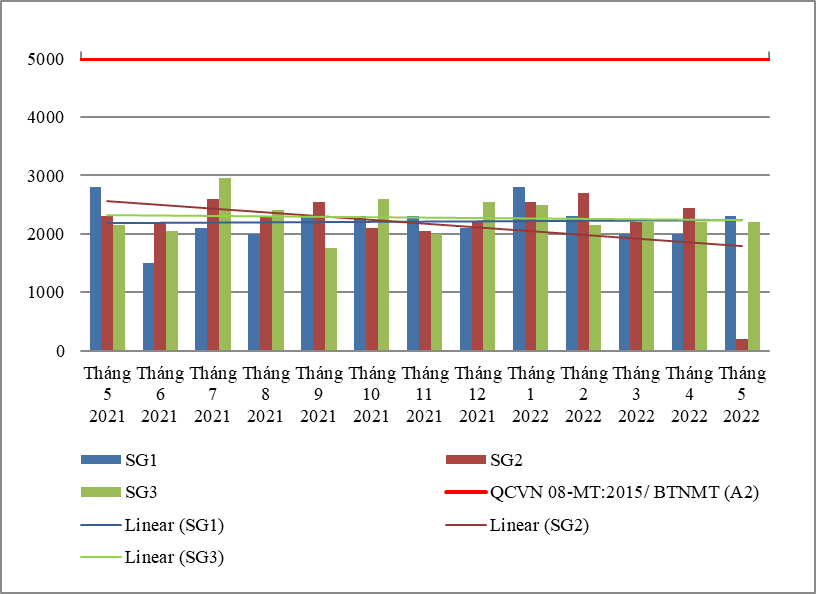 5000
4000
3000
2000
1000
0
Tháng Tháng Tháng Tháng Tháng Tháng Tháng Tháng Tháng Tháng Tháng Tháng Tháng
5 6 7 8 9 10 11 12 1 2 3 4 5
2021 2021 2021 2021 2021 2021 2021 2021 2022 2022 2022 2022 2022
SG1 SG2
SG3 QCVN 08-MT:2015/ BTNMT (A2)
Linear (SG1) Linear (SG2)
Linear (SG3)